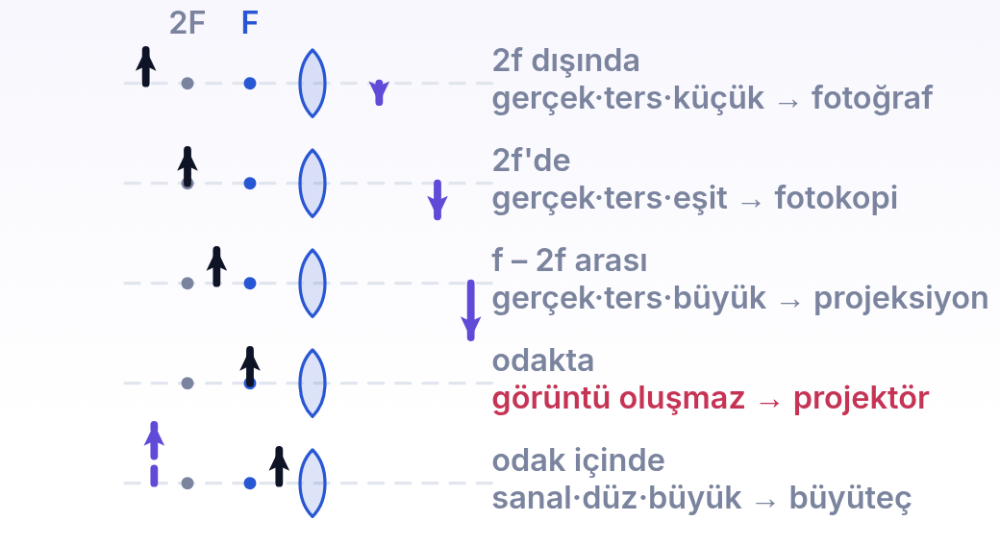 2F F
2f dışında
gerçek·ters·küçük → fotoğraf
2f'de
gerçek·ters·eşit → fotokopi
f – 2f arası
gerçek·ters·büyük → projeksiyon
odakta
görüntü oluşmaz → projektör
odak içinde
sanal·düz·büyük → büyüteç